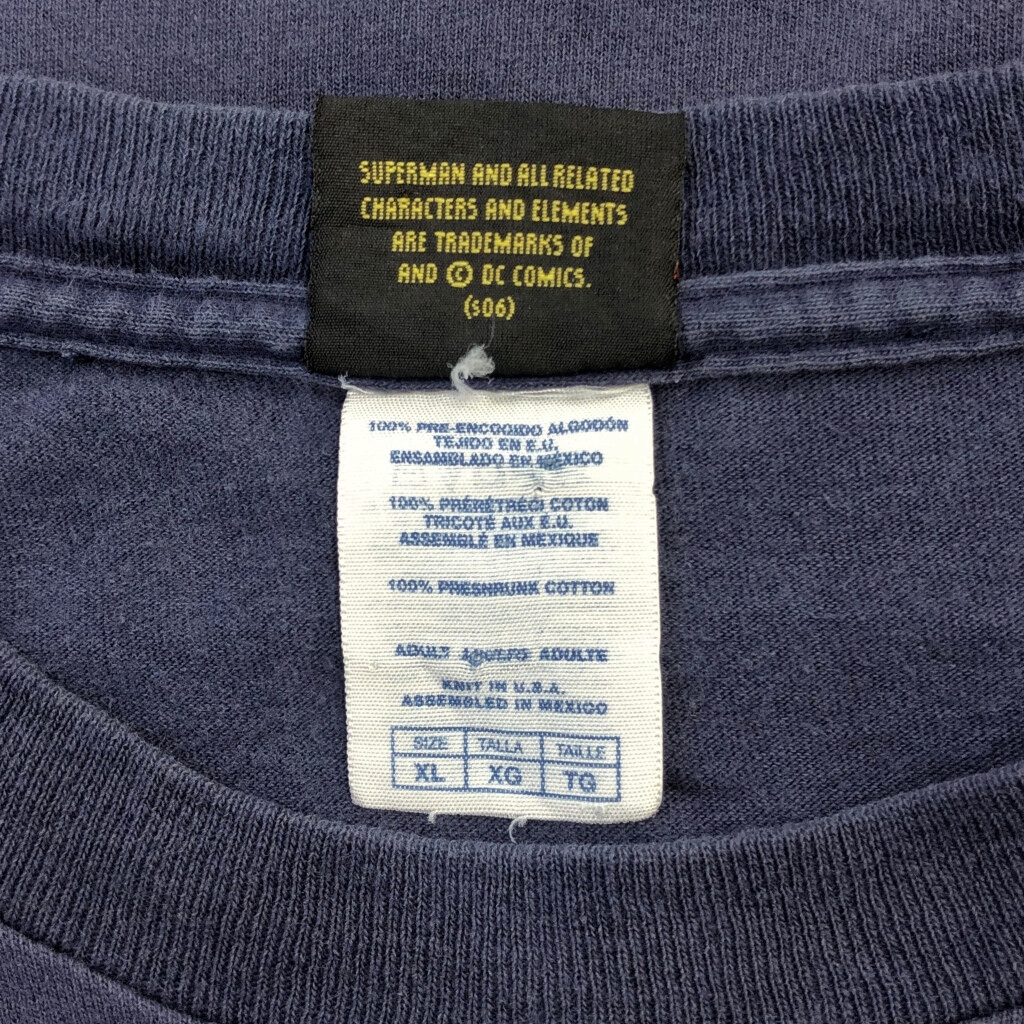 SUPERMAN AND ALL RELATED
CHARACTERS AND ELEMENTS
ARE TRADEMARKS OF
AND © DC COMICS.
(s06)
100% PRE-ENCOGIDO ALGODÓN
TEJIDO EN E.U.
ENSAMBLADO EN MÉXICO
100% PRÉRÉTRÉCI COTON
TRICOTÉ AUX E.U.
ASSEMBLÉ EN MEXIQUE
100% PRESHRUNK COTTON
ADULT ADULTO ADULTE
KNIT IN U.S.A.
ASSEMBLED IN MEXICO
SIZE TALLA TAILLE
XL XG TG